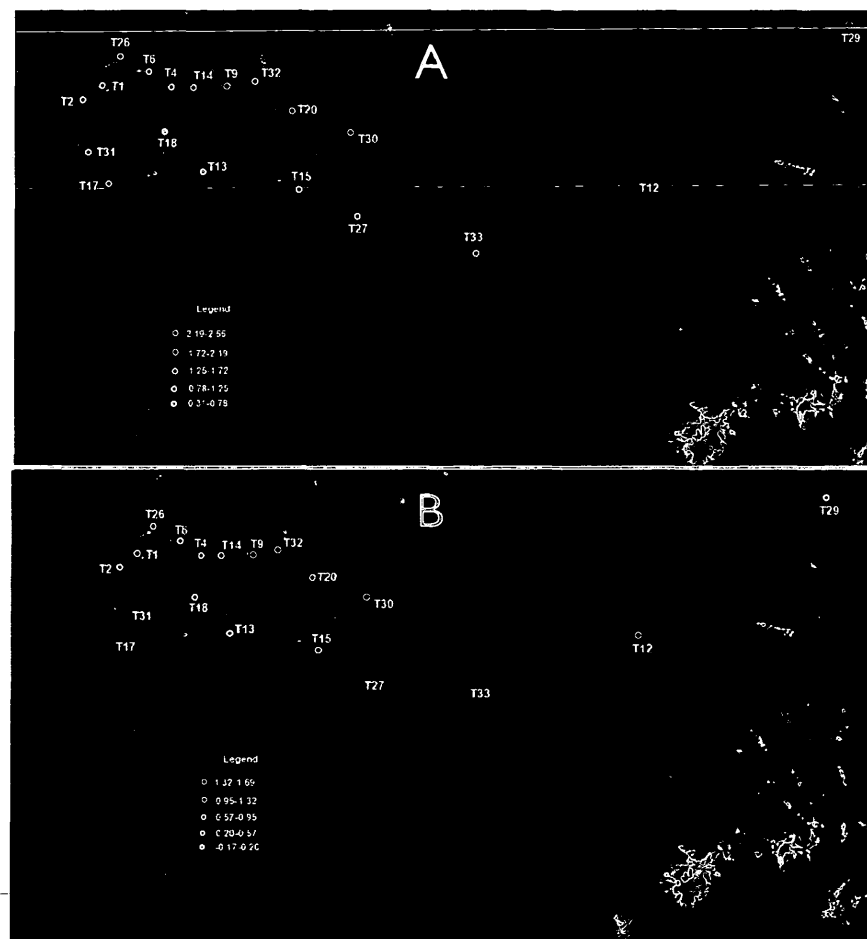 T26
T29
A
T6
T4 T14 T9 T32
T1
T2
T20
T18
T30
T31
T13
T15
T17
T12
T27
T33
Legend
1.72-2.19
1.25-1.72
0.78-1.25
0.31-0.78
B
T29
T26
T6
T4 T14 T9 T32
T1
T2
T20
T18
T30
T31
T13
T15
T12
T17
T27
T33
Legend
1.32-1.69
0.95-1.32
0.57-0.95
0.20-0.57
-0.17-0.20